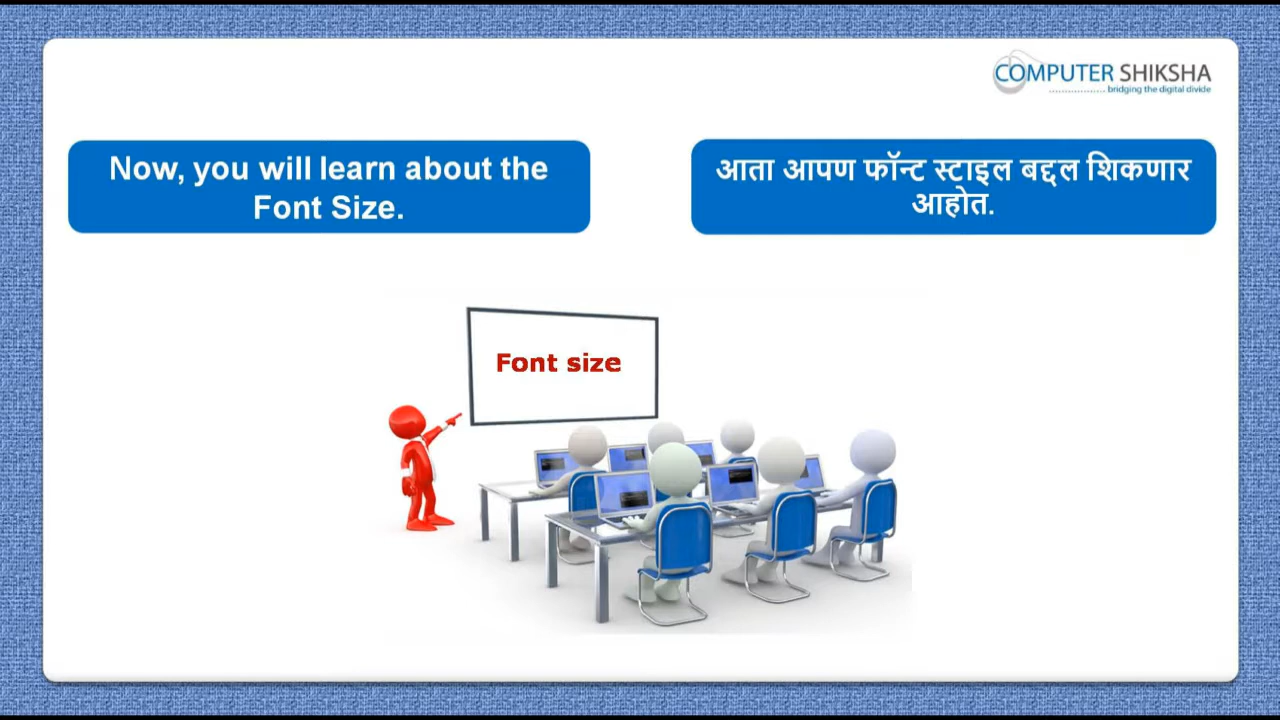 COMPUTER SHIKSHA
bridging the digital divide
Now, you will learn about the
Font Size.
आता आपण फॉन्ट स्टाइल बद्दल शिकणार
आहोत.
Font size